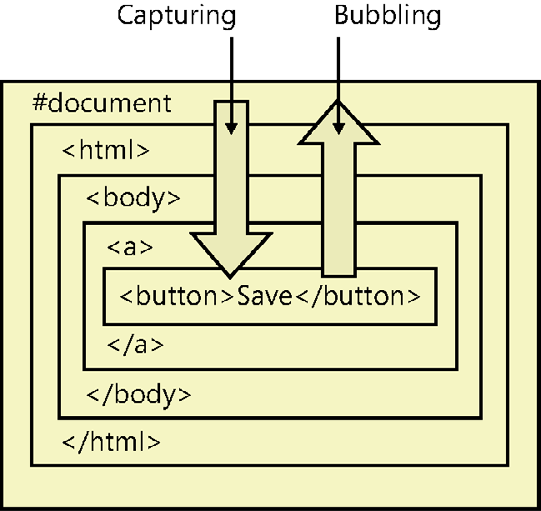 Capturing Bubbling
#document
<html>
<body>
<a>
<button>Save</button>
</a>
</body>
</html>